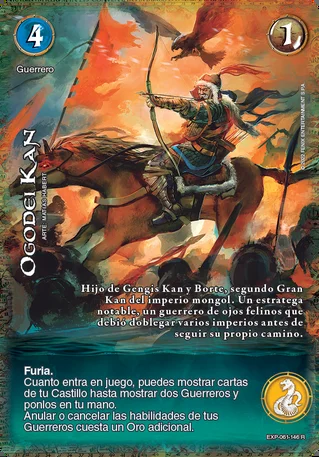 4
1
Guerrero
OGODEI KAN
ARTE: MATÍAS HABERT
Hijo de Gengis Kan y Borte, segundo Gran
Kan del imperio mongol. Un estratega
notable, un guerrero de ojos felinos que
debió doblegar varios imperios antes de
seguir su propio camino.
Furia.
Cuanto entra en juego, puedes mostrar cartas
de tu Castillo hasta mostrar dos Guerreros y
ponlos en tu mano.
Anular o cancelar las habilidades de tus
Guerreros cuesta un Oro adicional.
EXP-061-146 R